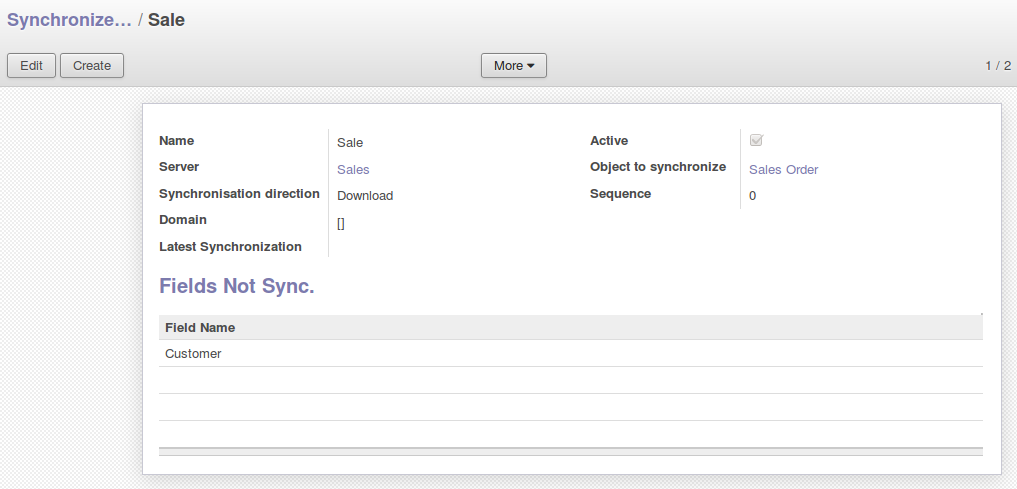 Synchronize… / Sale
Edit Create More 1 / 2
Name Sale Active
Server Sales Object to synchronize Sales Order
Synchronisation direction Download Sequence 0
Domain []
Latest Synchronization
Fields Not Sync.
Field Name
Customer